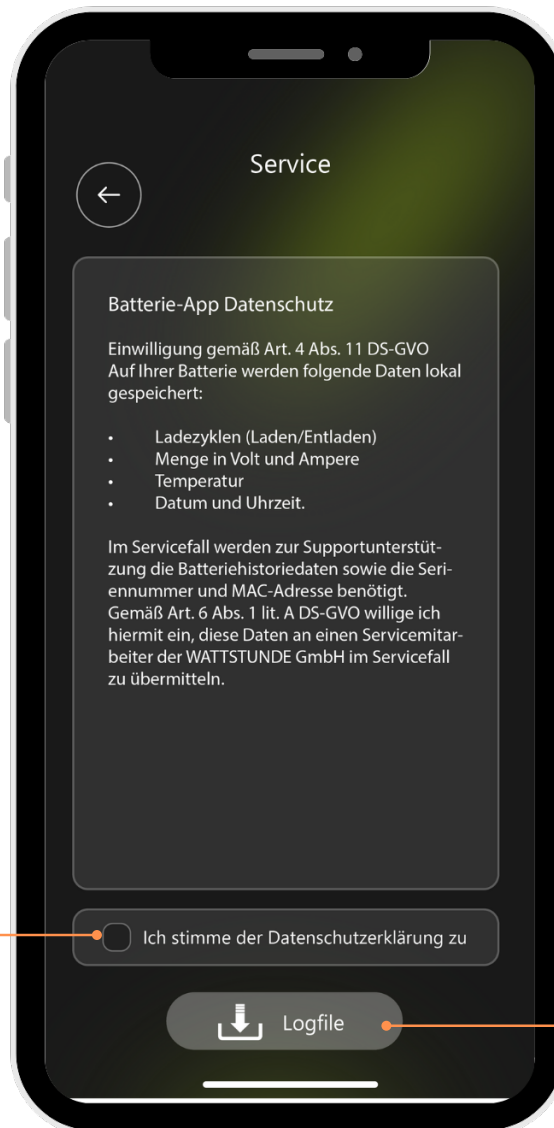 Service
Batterie-App Datenschutz
Einwilligung gemäß Art. 4 Abs. 11 DS-GVO
Auf Ihrer Batterie werden folgende Daten lokal
gespeichert:
• Ladezyklen (Laden/Entladen)
• Menge in Volt und Ampere
• Temperatur
• Datum und Uhrzeit.
Im Servicefall werden zur Supportunterstüt-
zung die Batteriehistoriedaten sowie die Seri-
ennummer und MAC-Adresse benötigt.
Gemäß Art. 6 Abs. 1 lit. A DS-GVO willige ich
hiermit ein, diese Daten an einen Servicemitar-
beiter der WATTSTUNDE GmbH im Servicefall
zu übermitteln.
Ich stimme der Datenschutzerklärung zu
Logfile